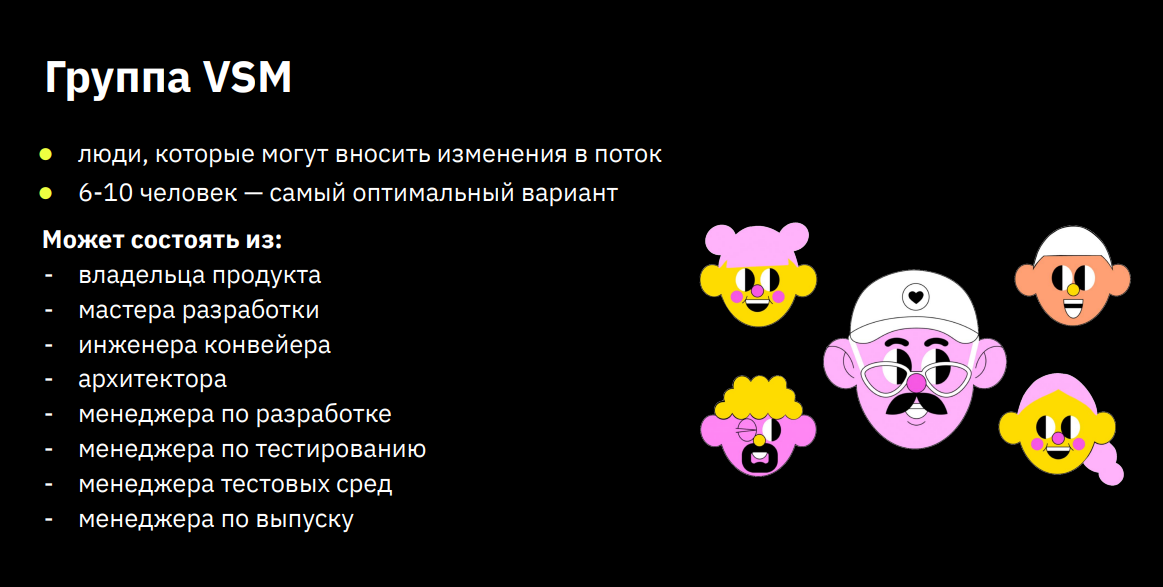 Группа VSM
люди, которые могут вносить изменения в поток
6-10 человек — самый оптимальный вариант
Может состоять из:
- владельца продукта
- мастера разработки
- инженера конвейера
- архитектора
- менеджера по разработке
- менеджера по тестированию
- менеджера тестовых сред
- менеджера по выпуску